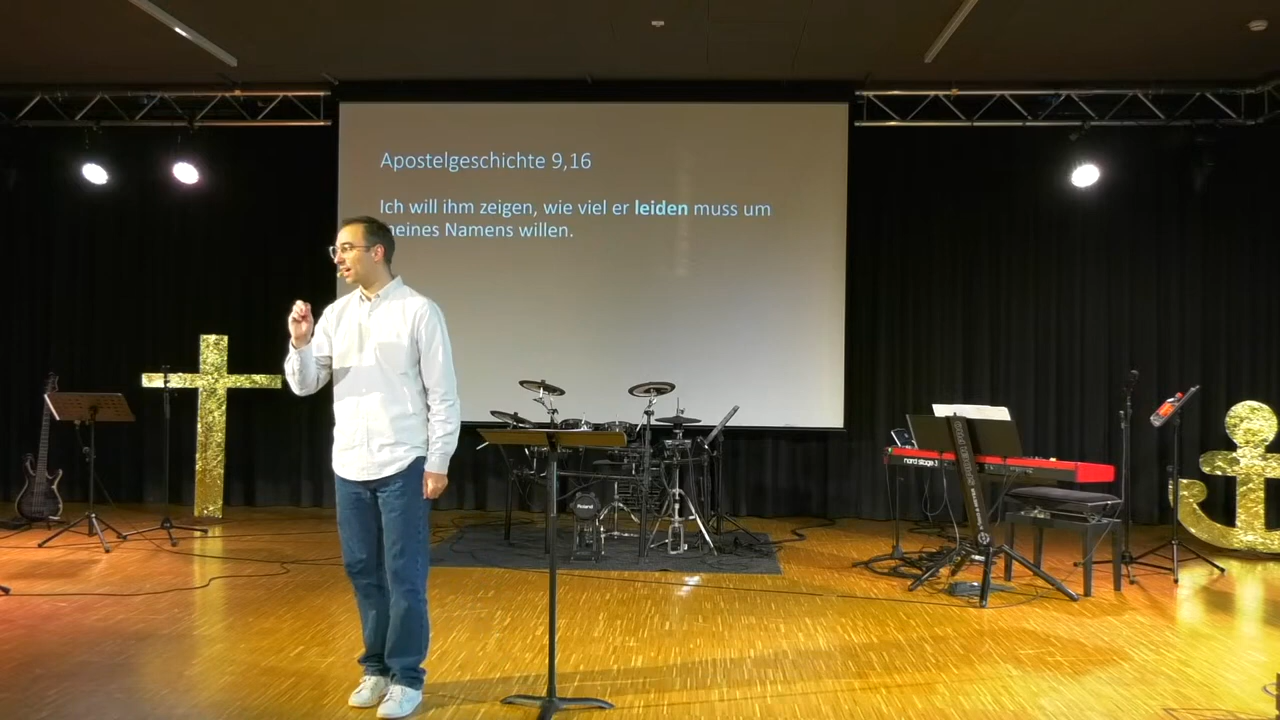 Apostelgeschichte 9,16
Ich will ihm zeigen, wie viel er leiden muss um
meines Namens willen.
Roland
nord stage 3